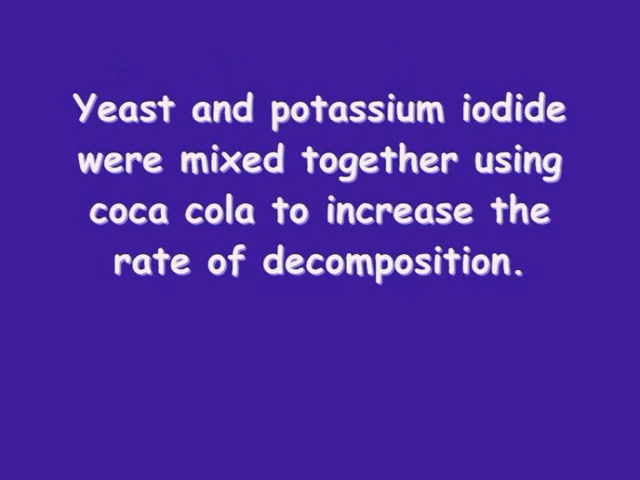 Yeast and potassium iodide
were mixed together using
coca cola to increase the
rate of decomposition.